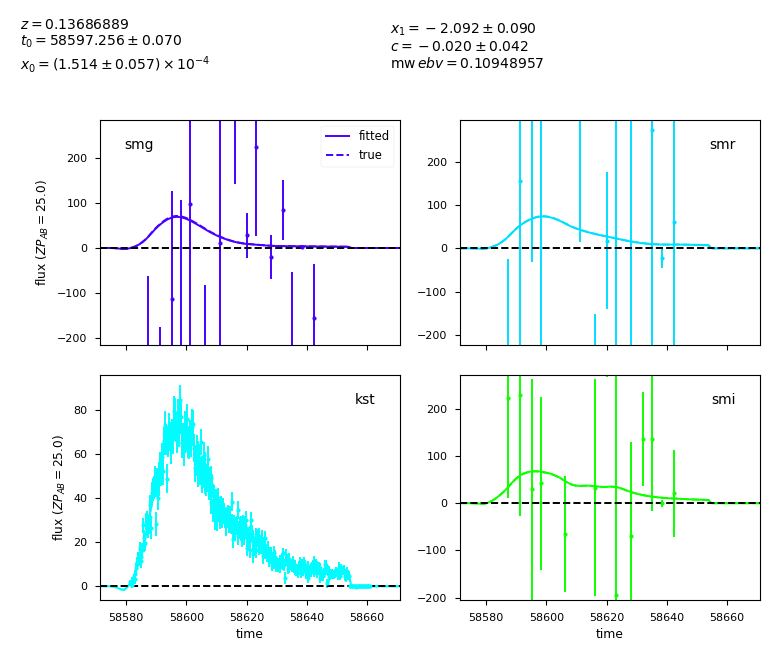 z = 0.13686889
t₀ = 58597.256 ± 0.070
x₀ = (1.514 ± 0.057) × 10⁻⁴
x₁ = −2.092 ± 0.090
c = −0.020 ± 0.042
mw ebv = 0.10948957
smg
fitted
true
200
100
0
−100
−200
flux (ZP_AB = 25.0)
smr
200
100
0
−100
−200
kst
80
60
40
20
0
flux (ZP_AB = 25.0)
58580 58600 58620 58640 58660
time
smi
200
100
0
−100
−200
58580 58600 58620 58640 58660
time